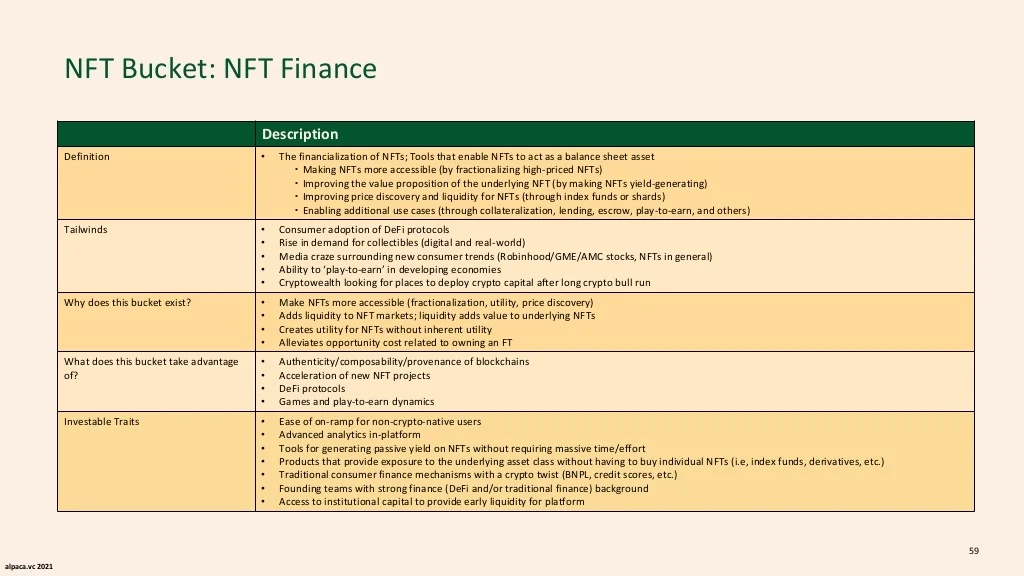 NFT Bucket: NFT Finance
Description
Definition
• The financialization of NFTs; Tools that enable NFTs to act as a balance sheet asset
• Making NFTs more accessible (by fractionalizing high-priced NFTs)
• Improving the value proposition of the underlying NFT (by making NFTs yield-generating)
• Improving price discovery and liquidity for NFTs (through index funds or shards)
• Enabling additional use cases (through collateralization, lending, escrow, play-to-earn, and others)
Tailwinds
• Consumer adoption of DeFi protocols
• Rise in demand for collectibles (digital and real-world)
• Media craze surrounding new consumer trends (Robinhood/GME/AMC stocks, NFTs in general)
• Ability to ‘play-to-earn’ in developing economies
• Cryptowealth looking for places to deploy crypto capital after long crypto bull run
Why does this bucket exist?
• Make NFTs more accessible (fractionalization, utility, price discovery)
• Adds liquidity to NFT markets; liquidity adds value to underlying NFTs
• Creates utility for NFTs without inherent utility
• Alleviates opportunity cost related to owning an FT
What does this bucket take advantage
of?
• Authenticity/composability/provenance of blockchains
• Acceleration of new NFT projects
• DeFi protocols
• Games and play-to-earn dynamics
Investable Traits
• Ease of on-ramp for non-crypto-native users
• Advanced analytics in-platform
• Tools for generating passive yield on NFTs without requiring massive time/effort
• Products that provide exposure to the underlying asset class without having to buy individual NFTs (i.e, index funds, derivatives, etc.)
• Traditional consumer finance mechanisms with a crypto twist (BNPL, credit scores, etc.)
• Founding teams with strong finance (DeFi and/or traditional finance) background
• Access to institutional capital to provide early liquidity for platform
59
alpaca.vc 2021